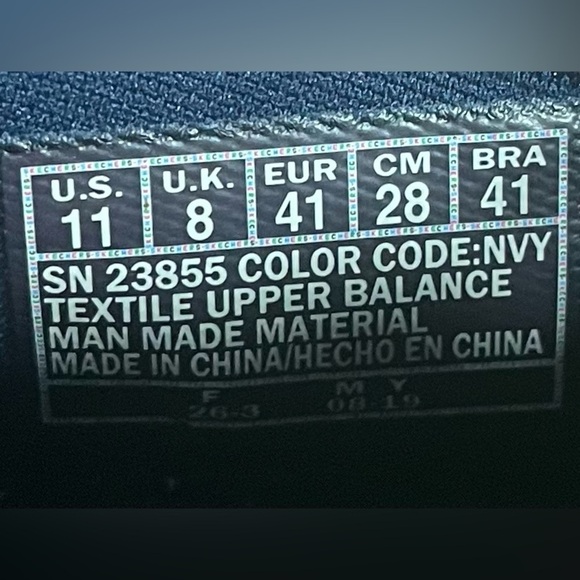 U.S. U.K. EUR CM BRA
11 8 41 28 41
SN 23855 COLOR CODE:NVY
TEXTILE UPPER BALANCE
MAN MADE MATERIAL
MADE IN CHINA/HECHO EN CHINA
F M Y
26-3 08 19